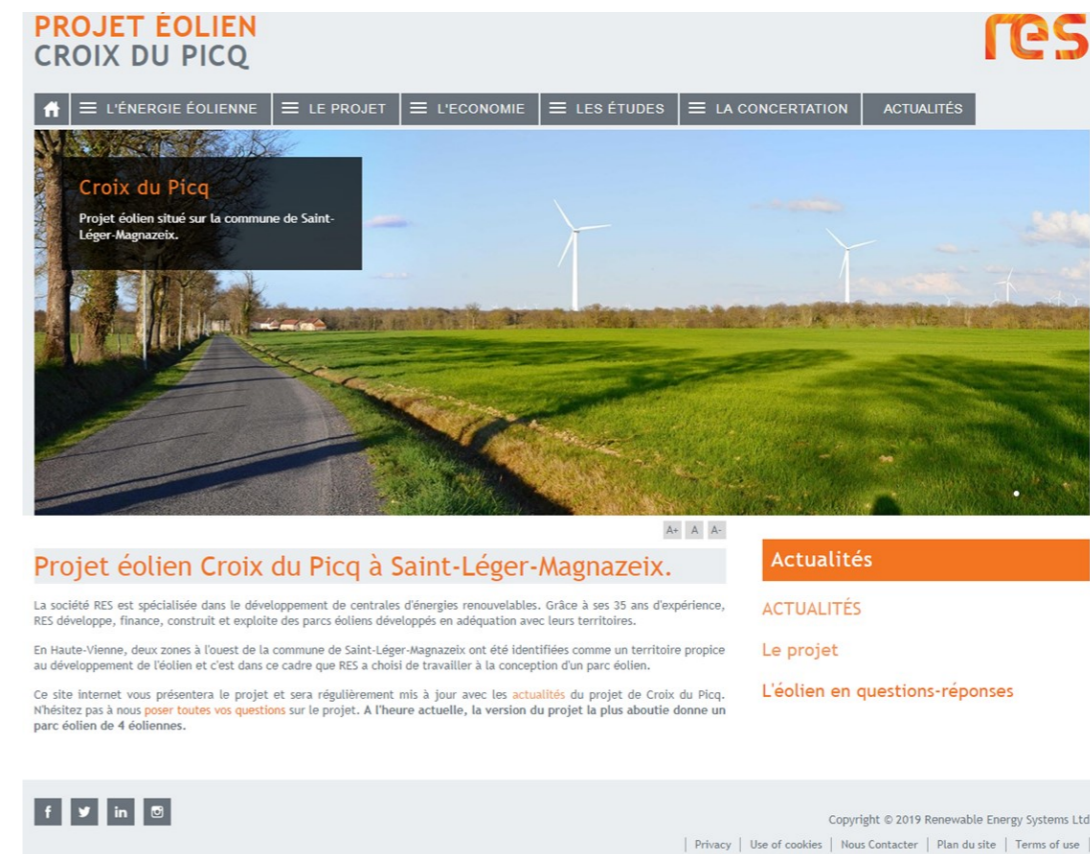 PROJET ÉOLIEN
CROIX DU PICQ
res
L'ÉNERGIE ÉOLIENNE
LE PROJET
L'ECONOMIE
LES ÉTUDES
LA CONCERTATION
ACTUALITÉS
Croix du Picq
Projet éolien situé sur la commune de Saint-
Léger-Magnazeix.
A+ A A-
Projet éolien Croix du Picq à Saint-Léger-Magnazeix.
La société RES est spécialisée dans le développement de centrales d'énergies renouvelables. Grâce à ses 35 ans d'expérience,
RES développe, finance, construit et exploite des parcs éoliens développés en adéquation avec leurs territoires.
En Haute-Vienne, deux zones à l'ouest de la commune de Saint-Léger-Magnazeix ont été identifiées comme un territoire propice
au développement de l'éolien et c'est dans ce cadre que RES a choisi de travailler à la conception d'un parc éolien.
Ce site internet vous présentera le projet et sera régulièrement mis à jour avec les actualités du projet de Croix du Picq.
N'hésitez pas à nous poser toutes vos questions sur le projet. A l'heure actuelle, la version du projet la plus aboutie donne un
parc éolien de 4 éoliennes.
Actualités
ACTUALITÉS
Le projet
L'éolien en questions-réponses
Copyright © 2019 Renewable Energy Systems Ltd
Privacy | Use of cookies | Nous Contacter | Plan du site | Terms of use